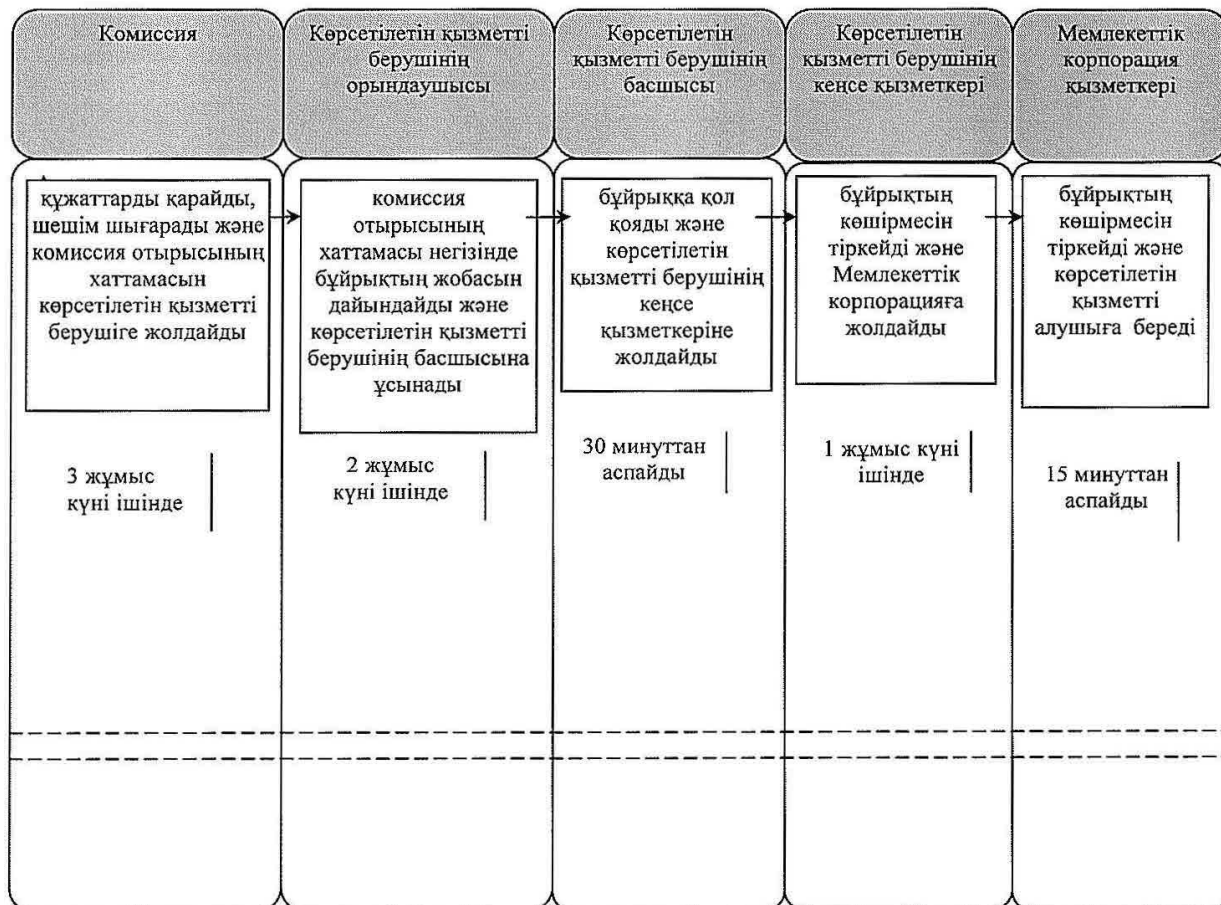 Комиссия
Көрсетілетін қызметті
берушінің
орындаушысы
Көрсетілетін
қызметті берушінің
басшысы
Көрсетілетін
қызметті берушінің
кеңсе қызметкері
Мемлекеттік
корпорация
қызметкері
құжаттарды қарайды,
шешім шығарады және
комиссия отырысының
хаттамасын
көрсетілетін қызметті
берушіге жолдайды
комиссия
отырысының
хаттамасы негізінде
бұйрықтың жобасын
дайындайды және
көрсетілетін қызметті
берушінің басшысына
ұсынады
бұйрыққа қол
қояды және
көрсетілетін
қызметті берушінің
кеңсе
қызметкеріне
жолдайды
бұйрықтың
көшірмесін
тіркейді және
Мемлекеттік
корпорацияға
жолдайды
бұйрықтың
көшірмесін
тіркейді және
көрсетілетін
қызметті
алушыға береді
3 жұмыс
күні ішінде
2 жұмыс
күні ішінде
30 минуттан
аспайды
1 жұмыс күні
ішінде
15 минуттан
аспайды